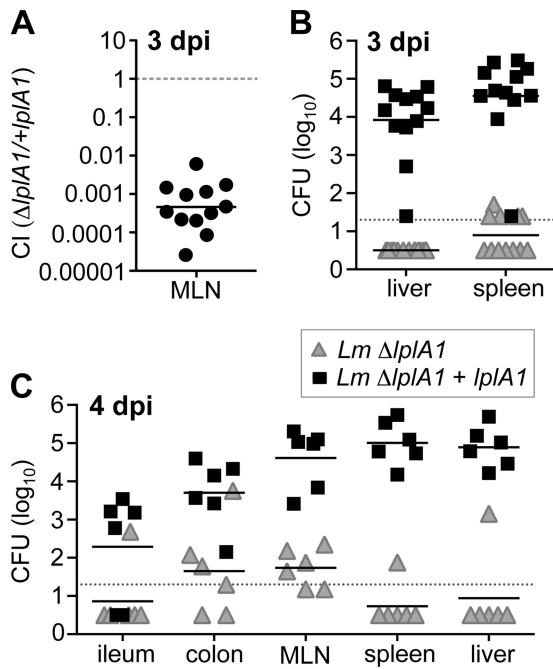 A
3 dpi
CI (ΔlplA1/+lplA1)
10
1
0.1
0.01
0.001
0.0001
0.00001
MLN
B
3 dpi
CFU (log10)
6
5
4
3
2
1
0
liver spleen
Lm ΔlplA1
Lm ΔlplA1 + lplA1
C
4 dpi
CFU (log10)
6
5
4
3
2
1
0
ileum colon MLN spleen liver